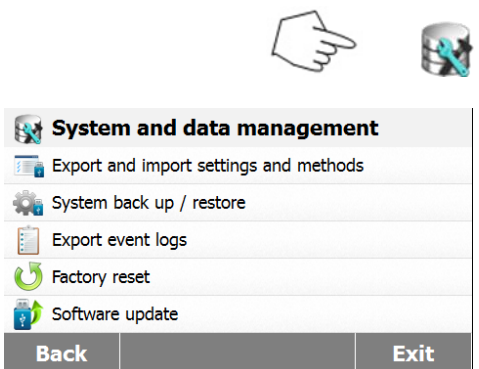 System and data management
Export and import settings and methods
System back up / restore
Export event logs
Factory reset
Software update
Back
Exit